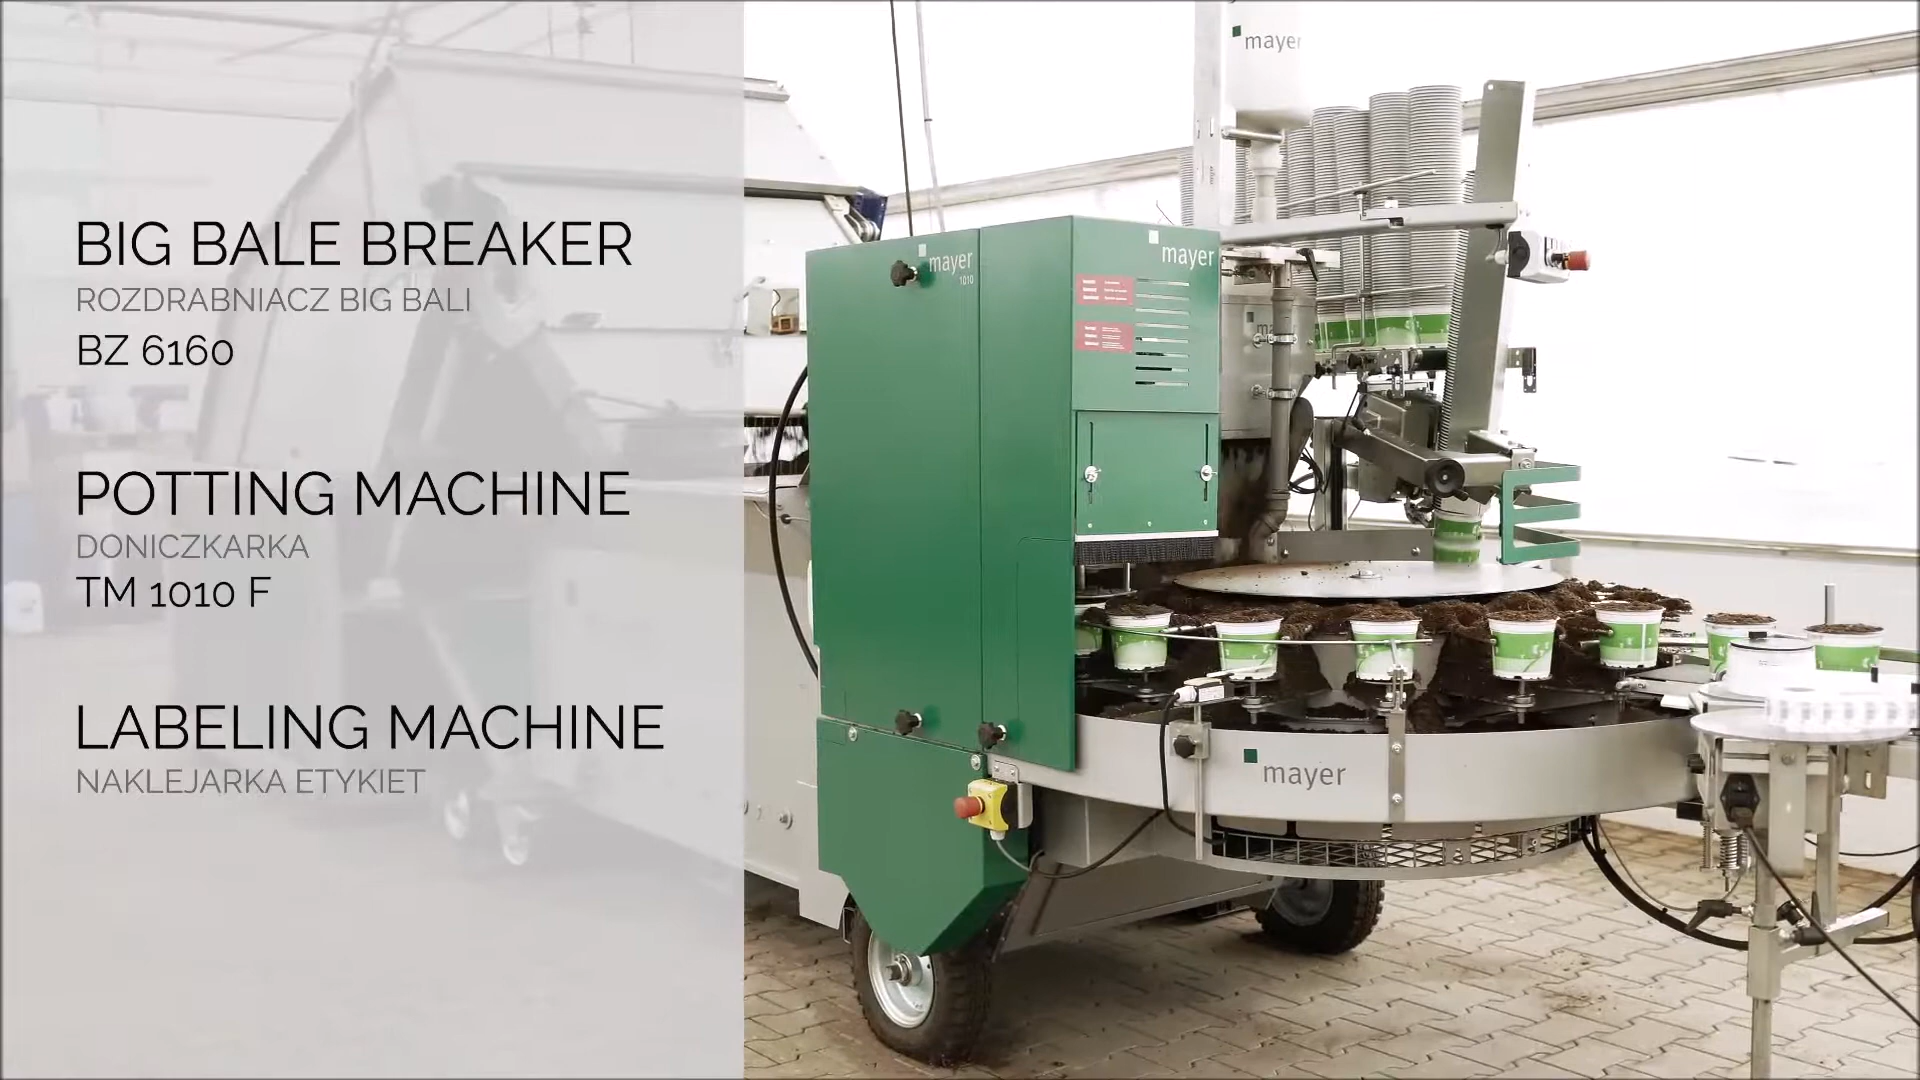 BIG BALE BREAKER
ROZDRABNIACZ BIG BALI
BZ 6160
POTTING MACHINE
DONICZKARKA
TM 1010 F
LABELING MACHINE
NAKLEJARKA ETYKIET
mayer
mayer
1010
mayer
mayer